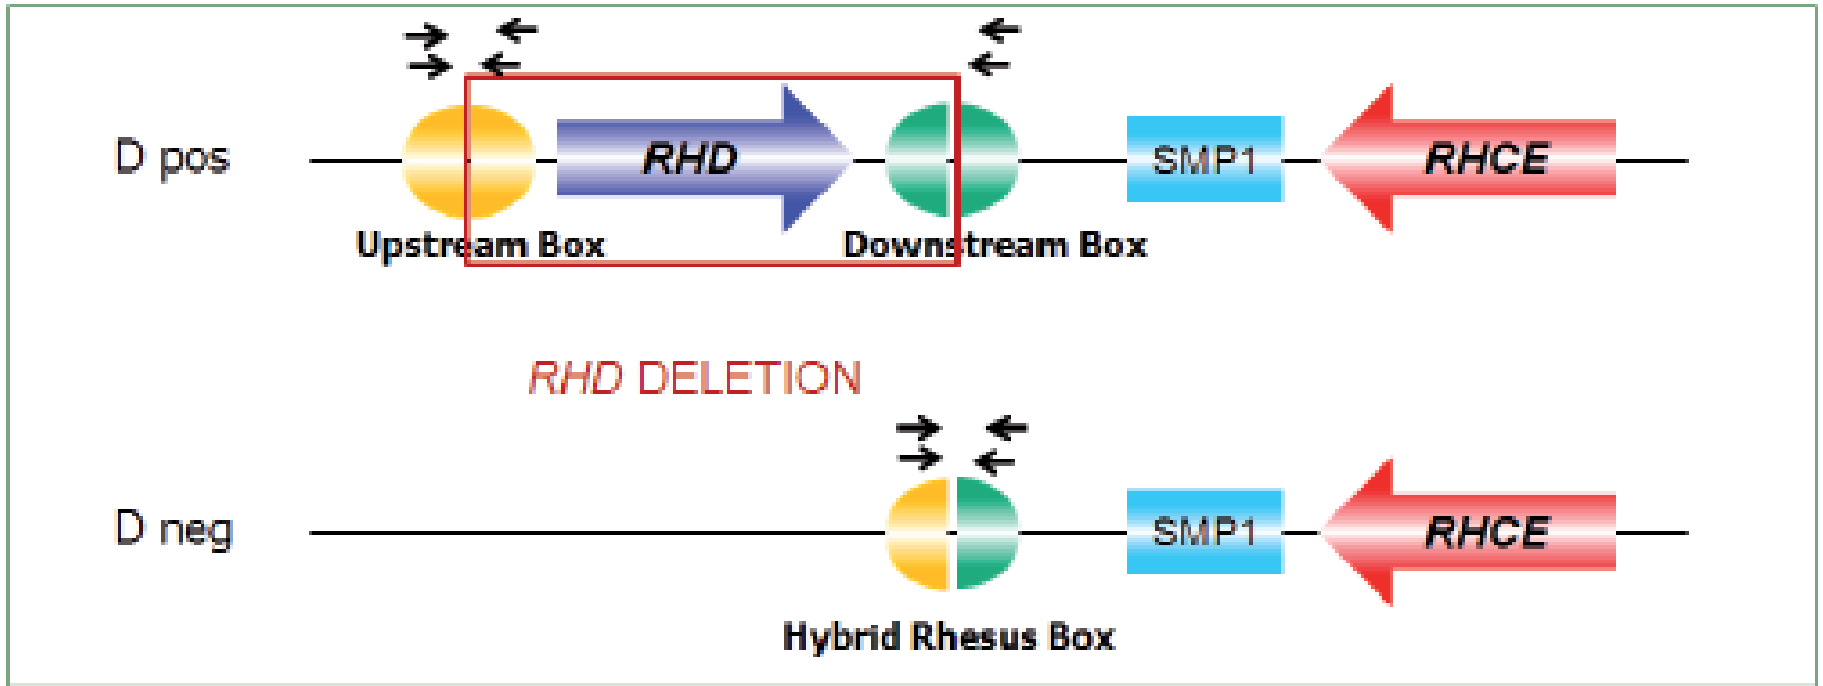 D pos
RHD
SMP1
RHCE
Upstream Box
Downstream Box
RHD DELETION
D neg
SMP1
RHCE
Hybrid Rhesus Box